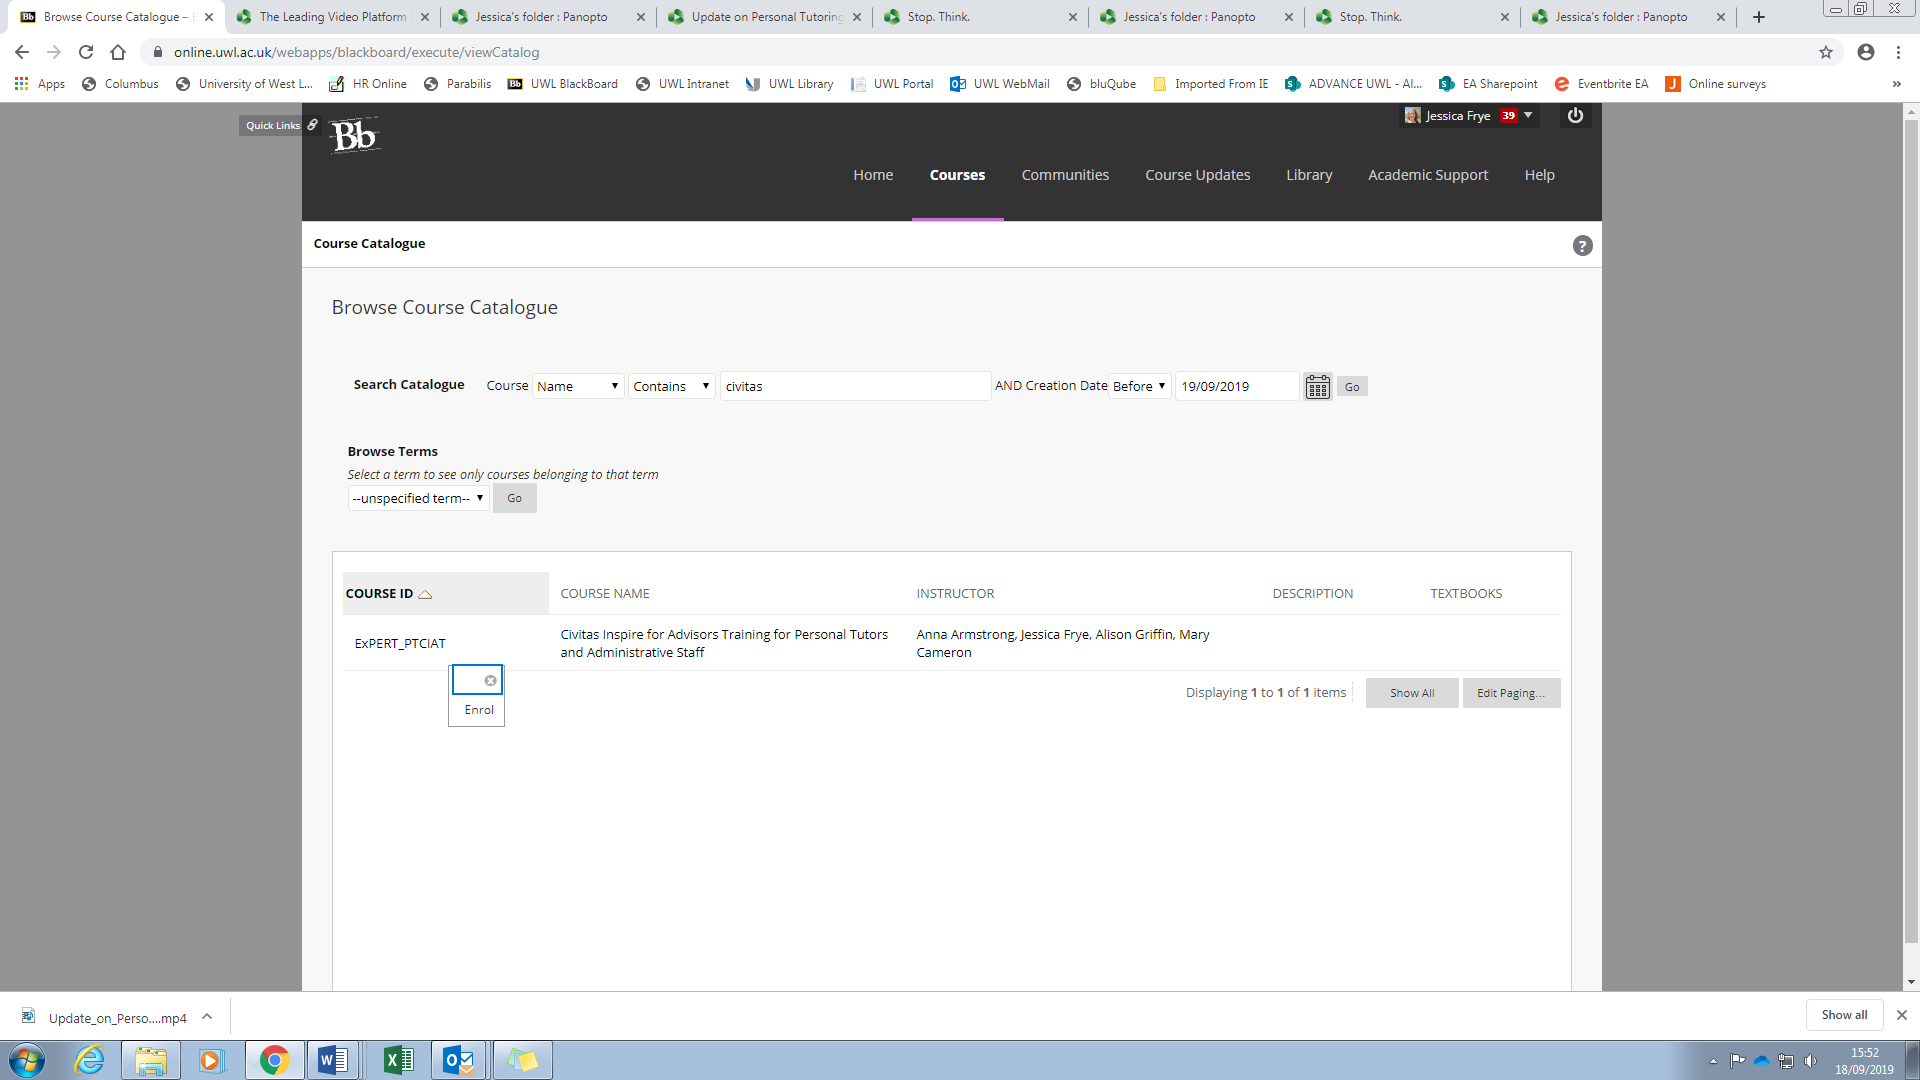 Browse Course Catalogue – 
The Leading Video Platform
Jessica's folder : Panopto
Update on Personal Tutoring
Stop. Think.
Jessica's folder : Panopto
Stop. Think.
Jessica's folder : Panopto
online.uwl.ac.uk/webapps/blackboard/execute/viewCatalog
Apps
Columbus
University of West L...
HR Online
Parabilis
Bb
UWL BlackBoard
UWL Intranet
UWL Library
UWL Portal
UWL WebMail
bluQube
Imported From IE
ADVANCE UWL - Al...
EA Sharepoint
Eventbrite EA
Online surveys
»
Quick Links
Bb
Jessica Frye 39
Home
Courses
Communities
Course Updates
Library
Academic Support
Help
Course Catalogue
?
Browse Course Catalogue
Search Catalogue Course Name Contains civitas AND Creation Date Before 19/09/2019 Go
Browse Terms
Select a term to see only courses belonging to that term
--unspecified term-- Go
COURSE ID
COURSE NAME
INSTRUCTOR
DESCRIPTION
TEXTBOOKS
ExPERT_PTCIAT
Civitas Inspire for Advisors Training for Personal Tutors
and Administrative Staff
Anna Armstrong, Jessica Frye, Alison Griffin, Mary
Cameron
Enrol
Displaying 1 to 1 of 1 items
Show All
Edit Paging...
Update_on_Perso....mp4
Show all
15:52
18/09/2019